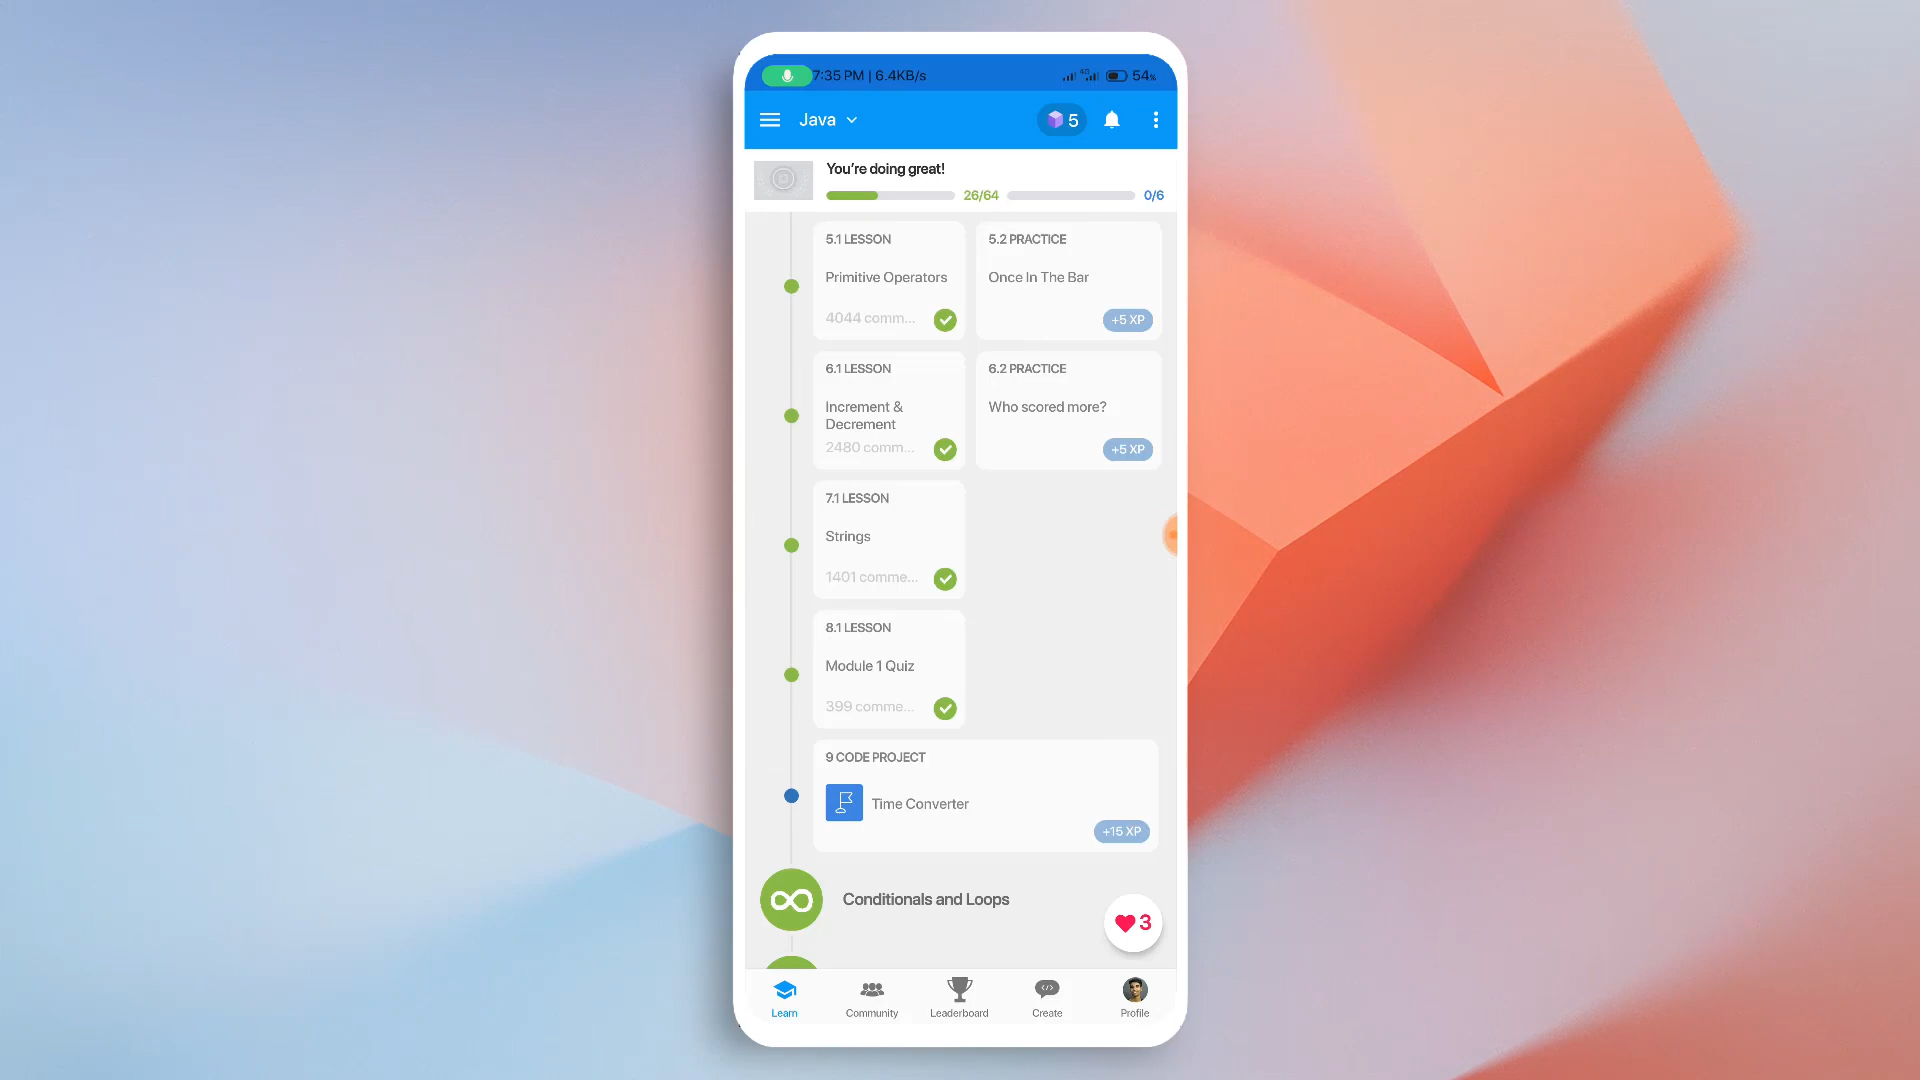 7:35 PM | 6.4KB/s
4G
54%
Java
5
You're doing great!
26/64
0/6
5.1 LESSON
Primitive Operators
4044 comm...
5.2 PRACTICE
Once In The Bar
+5 XP
6.1 LESSON
Increment &
Decrement
2480 comm...
6.2 PRACTICE
Who scored more?
+5 XP
7.1 LESSON
Strings
1401 comme...
8.1 LESSON
Module 1 Quiz
399 comme...
9 CODE PROJECT
Time Converter
+15 XP
Conditionals and Loops
3
Learn
Community
Leaderboard
Create
Profile